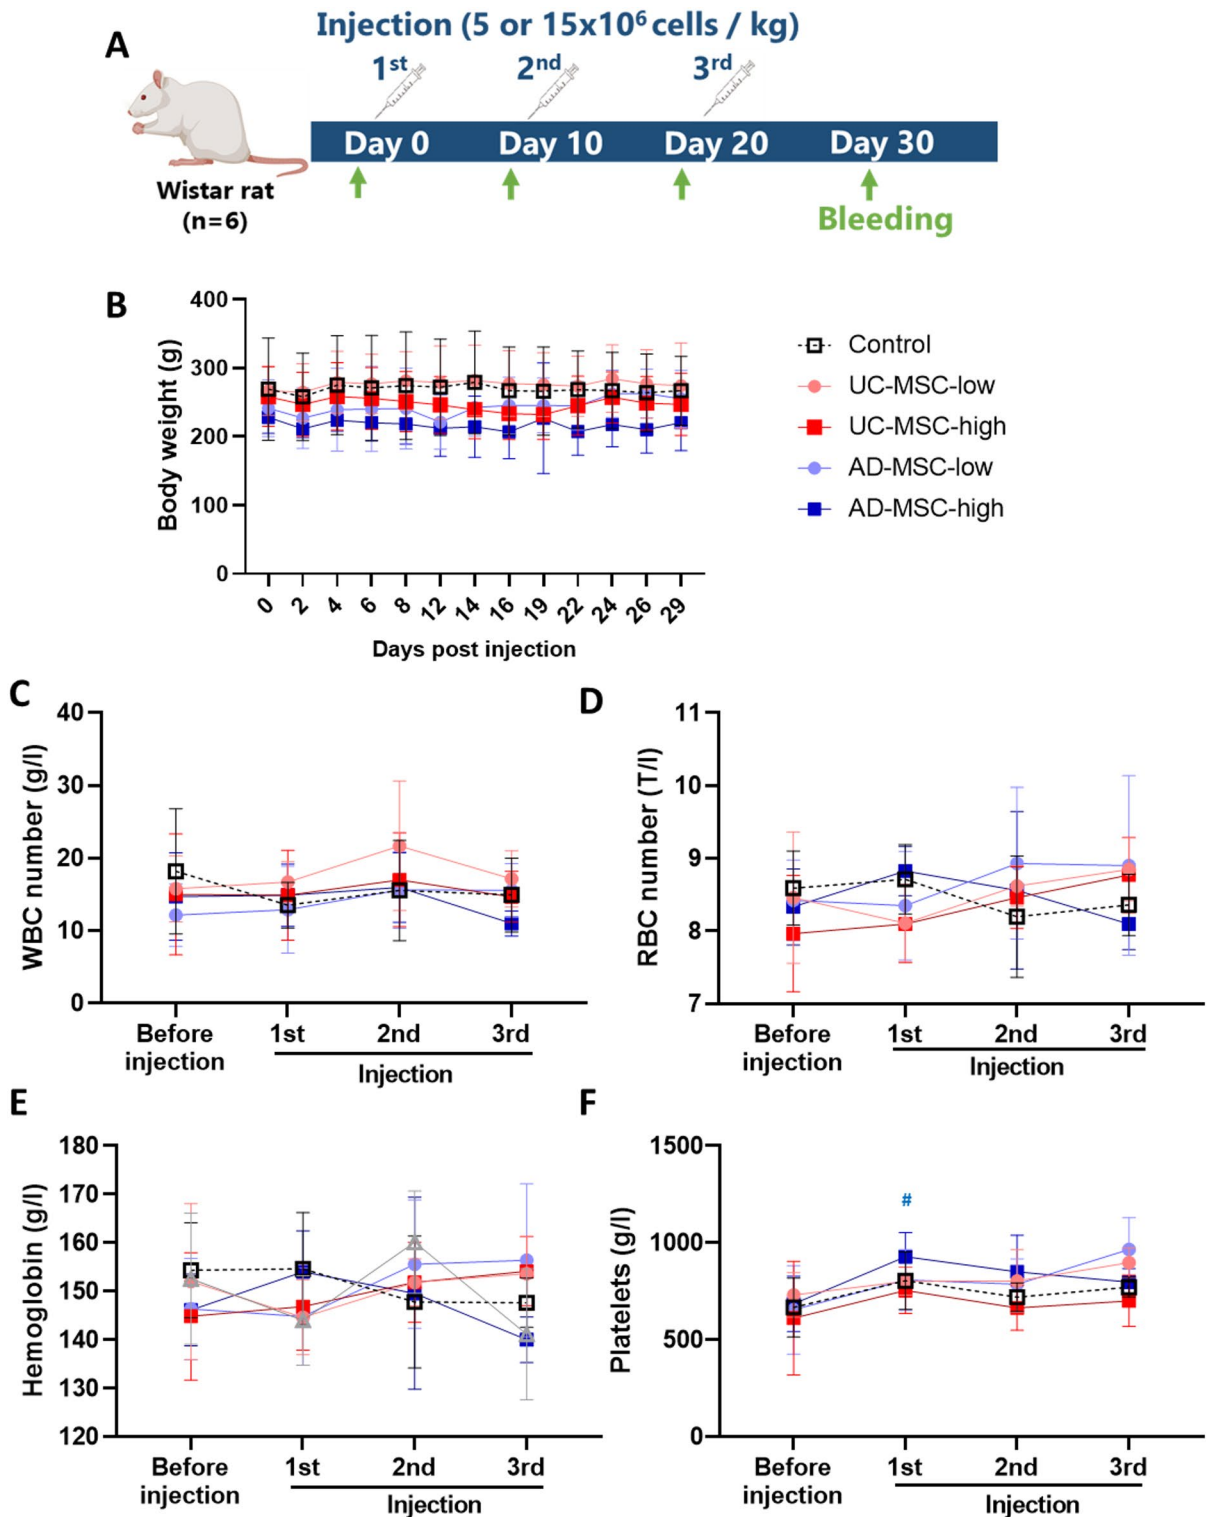 A
Injection (5 or 15x10⁶ cells / kg)
1st 2nd 3rd
Day 0 Day 10 Day 20 Day 30
Wistar rat
(n=6)
Bleeding
B
Body weight (g)
400
300
200
100
0
0 2 4 6 8 12 14 16 19 22 24 26 29
Days post injection
Control
UC-MSC-low
UC-MSC-high
AD-MSC-low
AD-MSC-high
C
WBC number (g/l)
40
30
20
10
0
Before
injection
1st 2nd 3rd
Injection
D
RBC number (T/l)
11
10
9
8
7
Before
injection
1st 2nd 3rd
Injection
E
Hemoglobin (g/l)
180
170
160
150
140
130
120
Before
injection
1st 2nd 3rd
Injection
F
Platelets (g/l)
1500
1000
500
0
#
Before
injection
1st 2nd 3rd
Injection